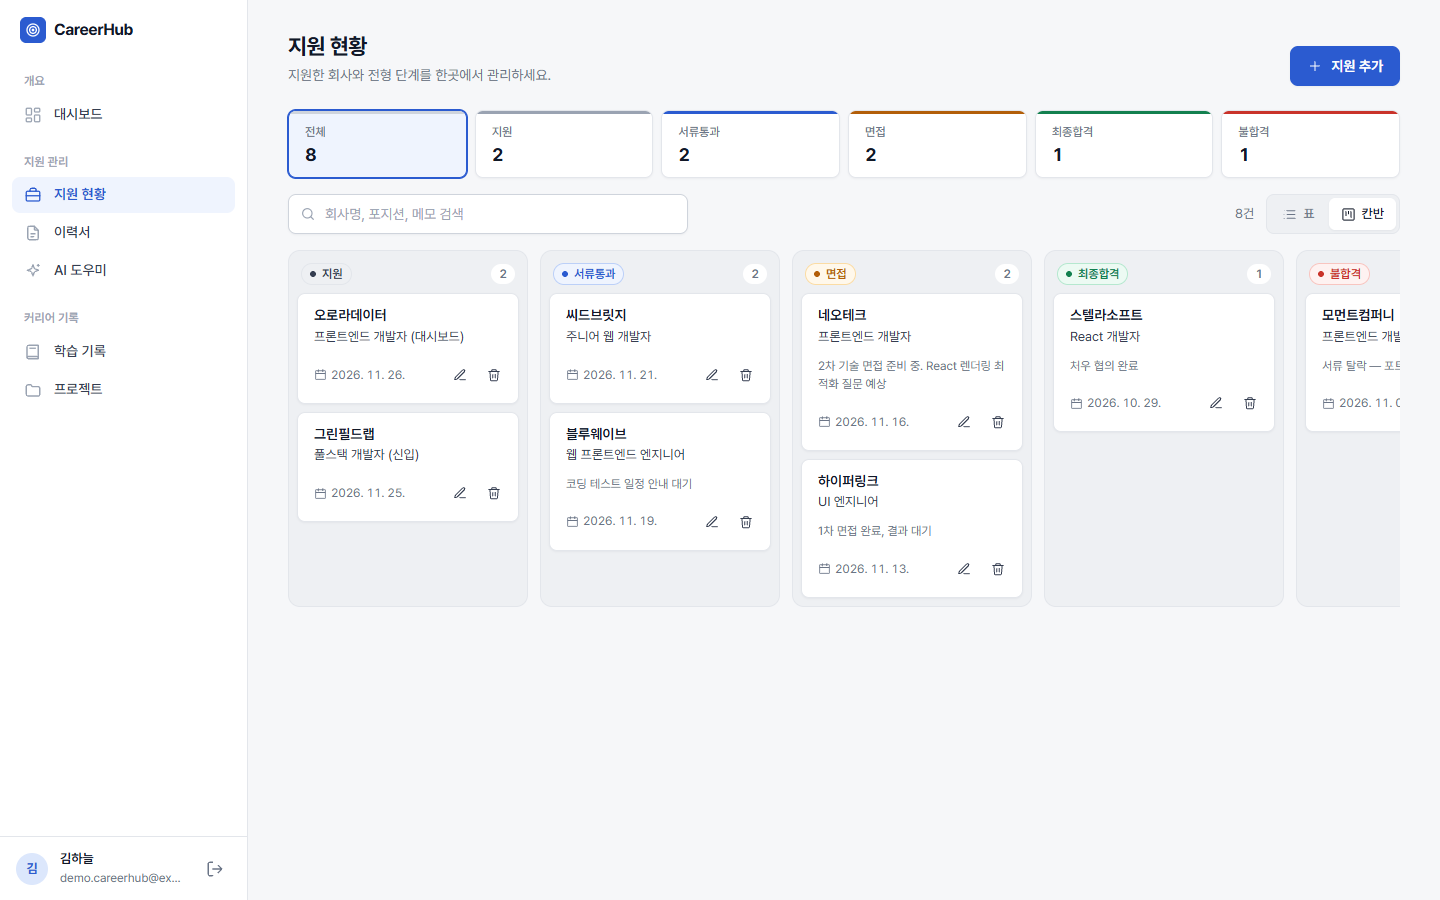 CareerHub
개요
대시보드
지원 관리
지원 현황
이력서
AI 도우미
커리어 기록
학습 기록
프로젝트
김
김하늘
demo.careerhub@ex...
지원 현황
지원한 회사와 전형 단계를 한곳에서 관리하세요.
지원 추가
전체
8
지원
2
서류통과
2
면접
2
최종합격
1
불합격
1
회사명, 포지션, 메모 검색
8건
표
칸반
지원
2
오로라데이터
프론트엔드 개발자 (대시보드)
2026. 11. 26.
그린필드랩
풀스택 개발자 (신입)
2026. 11. 25.
서류통과
2
씨드브릿지
주니어 웹 개발자
2026. 11. 21.
블루웨이브
웹 프론트엔드 엔지니어
코딩 테스트 일정 안내 대기
2026. 11. 19.
면접
2
네오테크
프론트엔드 개발자
2차 기술 면접 준비 중. React 렌더링 최
적화 질문 예상
2026. 11. 16.
하이퍼링크
UI 엔지니어
1차 면접 완료, 결과 대기
2026. 11. 13.
최종합격
1
스텔라소프트
React 개발자
처우 협의 완료
2026. 10. 29.
불합격
모먼트컴퍼니
프론트엔드
서류 탈락 —
2026. 11.